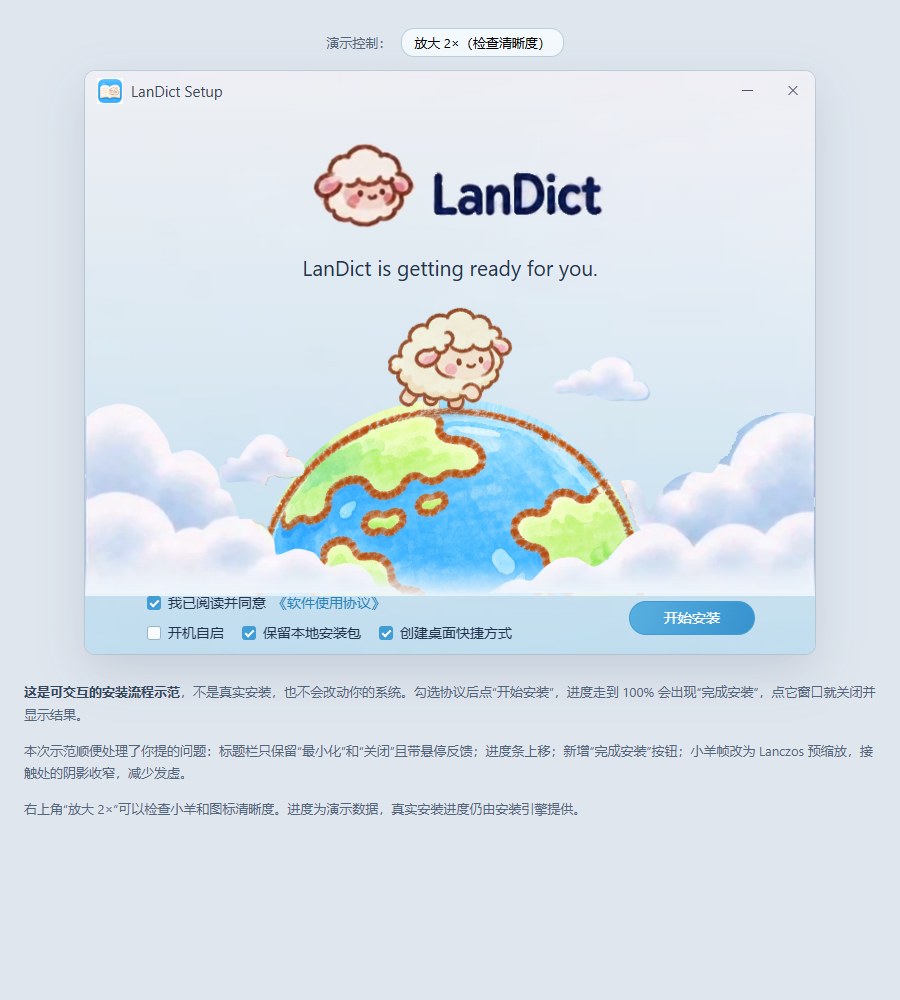 演示控制：
放大 2×（检查清晰度）
LanDict Setup
LanDict
LanDict is getting ready for you.
我已阅读并同意 《软件使用协议》
开机自启 保留本地安装包 创建桌面快捷方式
开始安装
这是可交互的安装流程示范，不是真实安装，也不会改动你的系统。勾选协议后点“开始安装”，进度走到 100% 会出现“完成安装”，点它窗口就关闭并
显示结果。
本次示范顺便处理了你提的问题：标题栏只保留“最小化”和“关闭”且带悬停反馈；进度条上移；新增“完成安装”按钮；小羊帧改为 Lanczos 预缩放，接
触处的阴影收窄，减少发虚。
右上角“放大 2×”可以检查小羊和图标清晰度。进度为演示数据，真实安装进度仍由安装引擎提供。